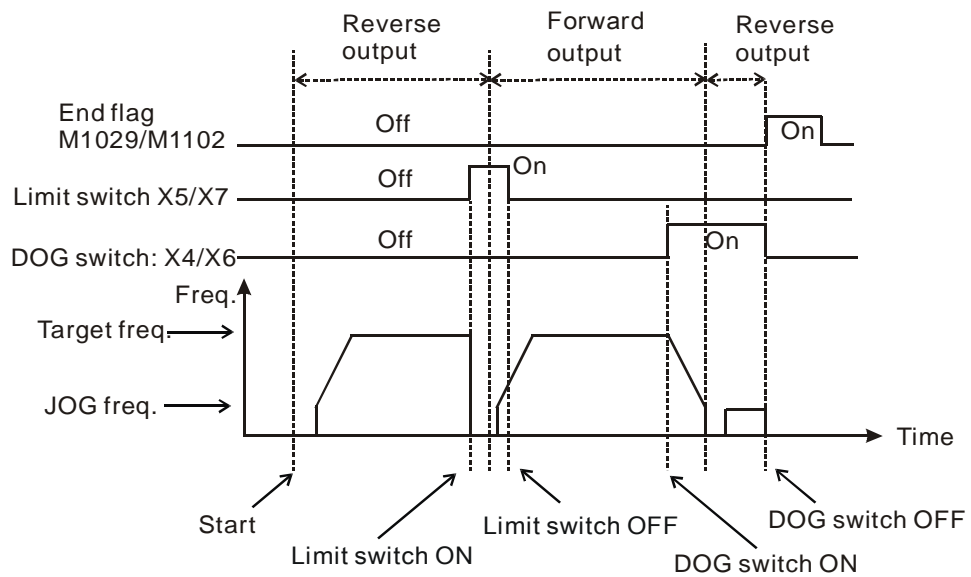 Reverse
output
Forward
output
Reverse
output
End flag
M1029/M1102
Off
On
Limit switch X5/X7
Off
On
DOG switch: X4/X6
Off
On
Freq.
Target freq.
JOG freq.
Time
Start
Limit switch ON
Limit switch OFF
DOG switch ON
DOG switch OFF